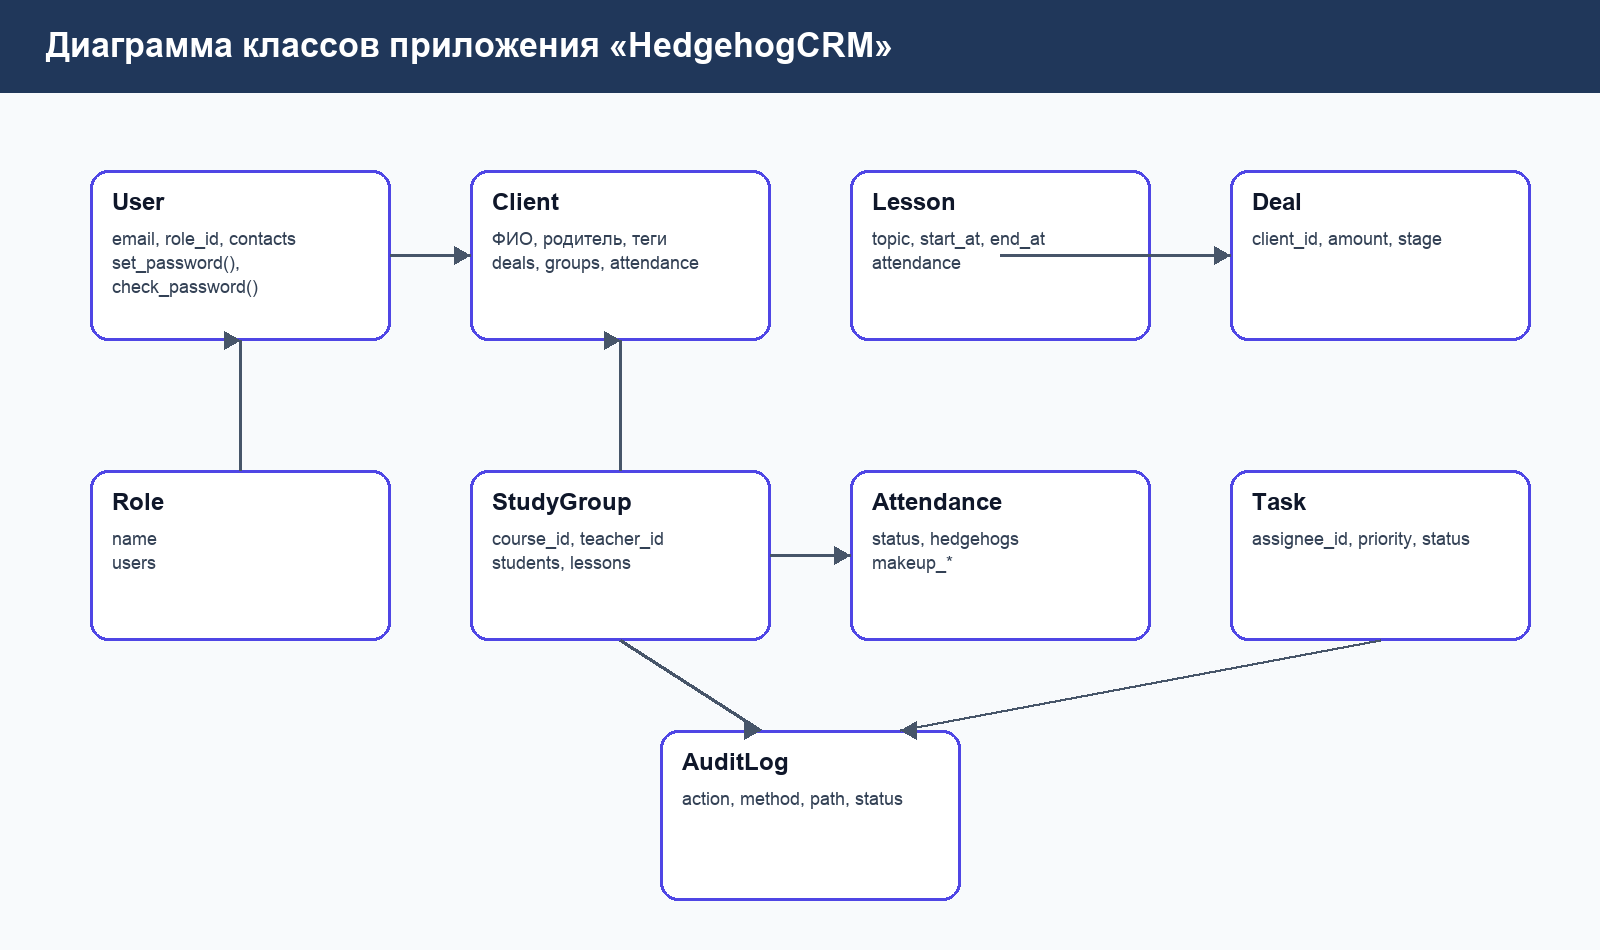 Диаграмма классов приложения «HedgehogCRM»
User
email, role_id, contacts
set_password(),
check_password()
Client
ФИО, родитель, теги
deals, groups, attendance
Lesson
topic, start_at, end_at
attendance
Deal
client_id, amount, stage
Role
name
users
StudyGroup
course_id, teacher_id
students, lessons
Attendance
status, hedgehogs
makeup_*
Task
assignee_id, priority, status
AuditLog
action, method, path, status